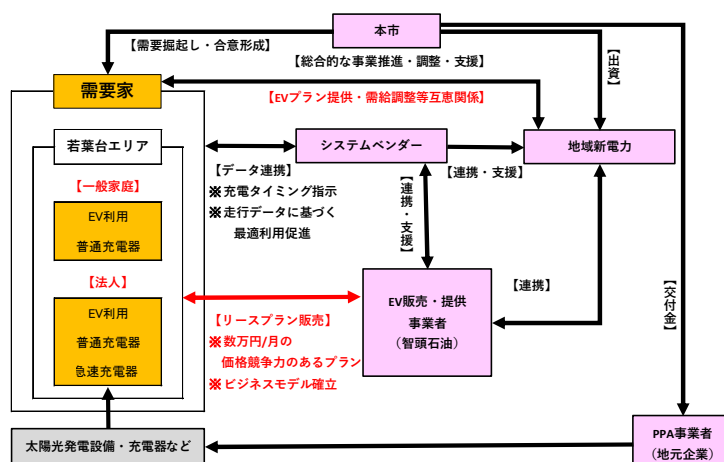 本市
【需要掘起し・合意形成】
【総合的な事業推進・調整・支援】
【出資】
需要家
【EVプラン提供・需給調整等互恵関係】
若葉台エリア
システムベンダー
地域新電力
【一般家庭】
【データ連携】
※充電タイミング指示
※走行データに基づく
最適利用促進
【連携・支援】
【連携・支援】
EV利用
普通充電器
【法人】
EV利用
普通充電器
急速充電器
【リースプラン販売】
※数万円/月の
価格競争力のあるプラン
※ビジネスモデル確立
EV販売・提供
事業者
（智頭石油）
【連携】
【交付金】
太陽光発電設備・充電器など
PPA事業者
（地元企業）